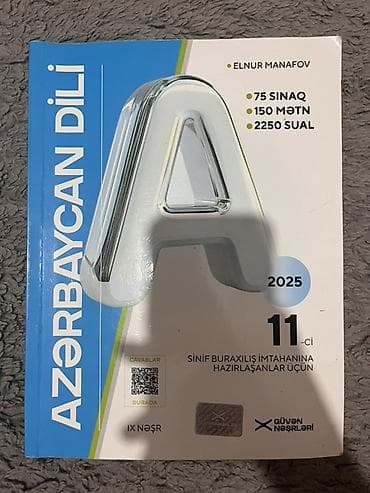 AZƏRBAYCAN DİLİ
• ELNUR MANAFOV
• 75 SINAQ
• 150 MƏTN
• 2250 SUAL
A
2025
11-Cİ
SİNİF BURAXILIŞ İMTAHANINA
HAZIRLAŞANLAR ÜÇÜN
CAVABLAR
BURADA
IX NƏŞR
GÜVƏN
NƏŞRLƏRİ